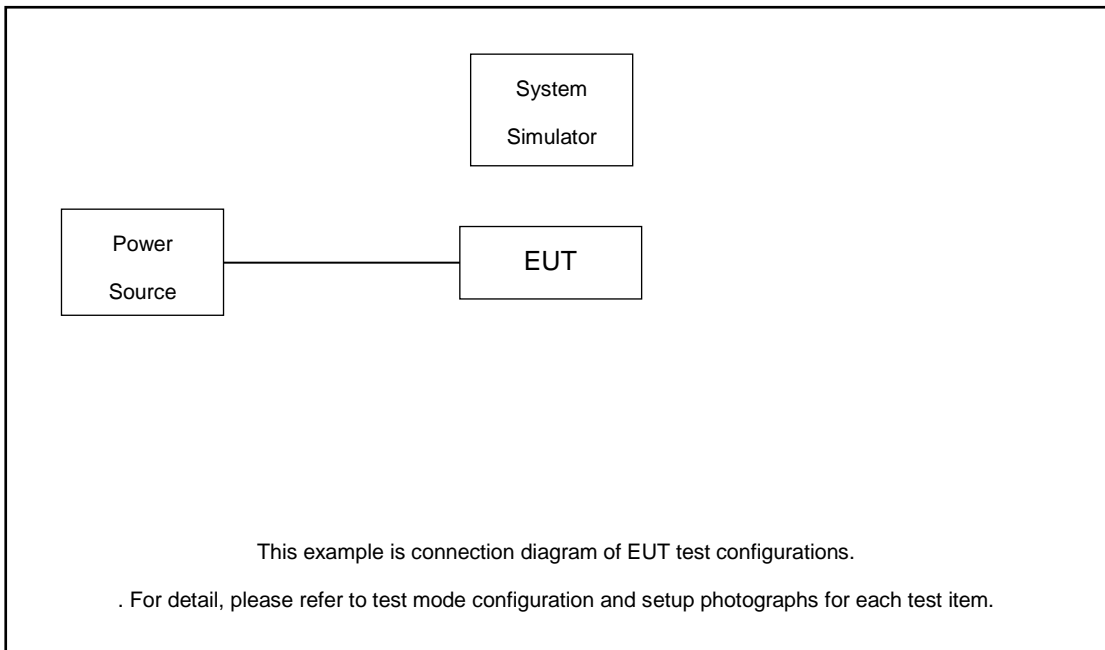 System
Simulator
Power
Source
EUT
This example is connection diagram of EUT test configurations.
. For detail, please refer to test mode configuration and setup photographs for each test item.